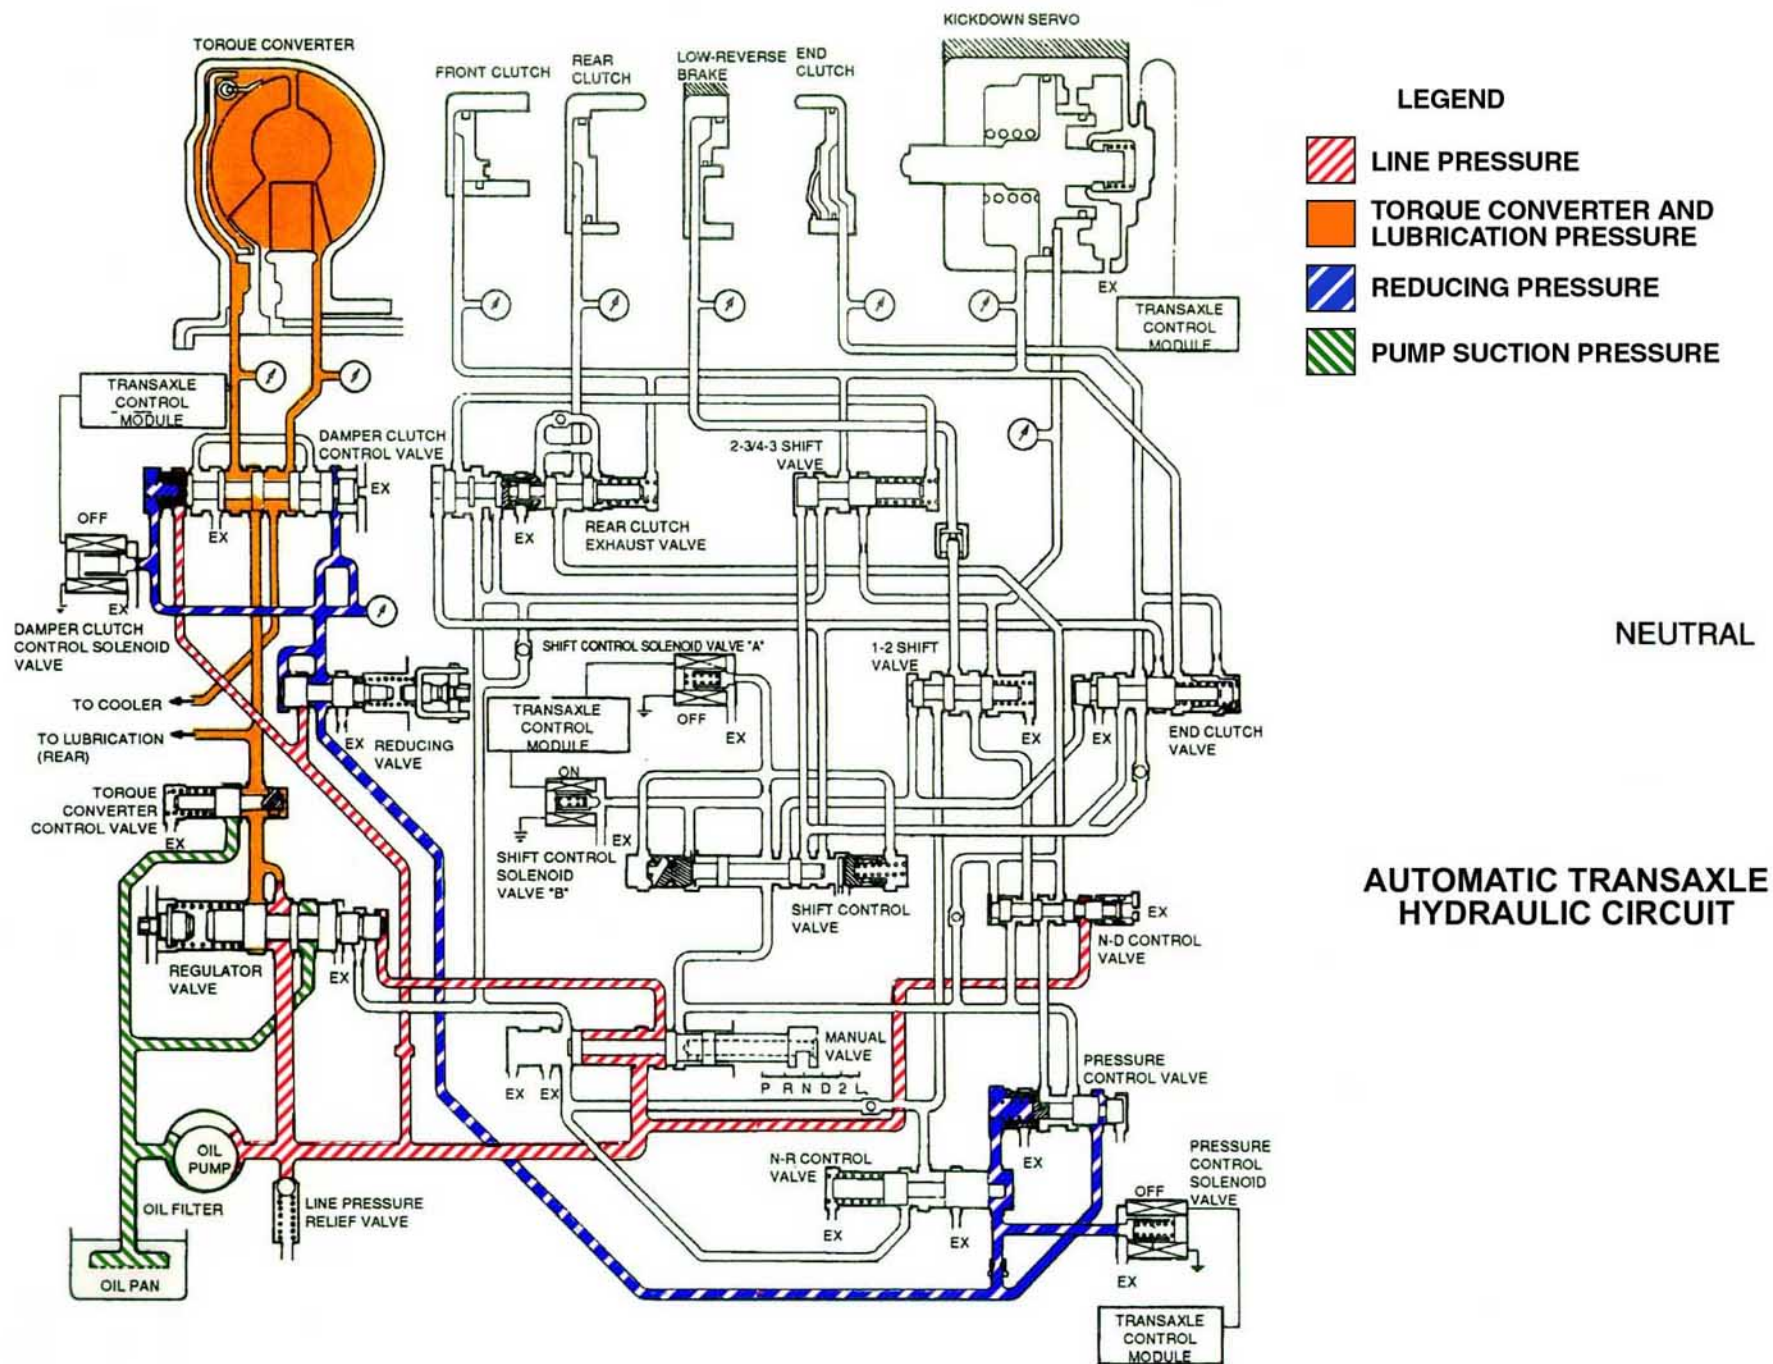 KICKDOWN SERVO
TORQUE CONVERTER
FRONT CLUTCH
REAR
CLUTCH
LOW-REVERSE
BRAKE
END
CLUTCH
EX
TRANSAXLE
CONTROL
MODULE
LEGEND
LINE PRESSURE
TORQUE CONVERTER AND
LUBRICATION PRESSURE
REDUCING PRESSURE
PUMP SUCTION PRESSURE
TRANSAXLE
CONTROL
MODULE
DAMPER CLUTCH
CONTROL VALVE
EX
OFF
EX
EX
DAMPER CLUTCH
CONTROL SOLENOID
VALVE
2-3/4-3 SHIFT
VALVE
EX
REAR CLUTCH
EXHAUST VALVE
NEUTRAL
SHIFT CONTROL SOLENOID VALVE "A"
OFF
EX
1-2 SHIFT
VALVE
EX
EX
END CLUTCH
VALVE
TO COOLER
TO LUBRICATION
(REAR)
EX
REDUCING
VALVE
TRANSAXLE
CONTROL
MODULE
ON
EX
SHIFT CONTROL
SOLENOID
VALVE "B"
TORQUE
CONVERTER
CONTROL VALVE
EX
SHIFT CONTROL
VALVE
EX
N-D CONTROL
VALVE
AUTOMATIC TRANSAXLE
HYDRAULIC CIRCUIT
REGULATOR
VALVE
EX
MANUAL
VALVE
P R N D 2 L
EX
EX
PRESSURE
CONTROL VALVE
EX
OIL
PUMP
OIL FILTER
LINE PRESSURE
RELIEF VALVE
OIL PAN
N-R CONTROL
VALVE
EX
EX
PRESSURE
CONTROL
SOLENOID
VALVE
OFF
EX
TRANSAXLE
CONTROL
MODULE